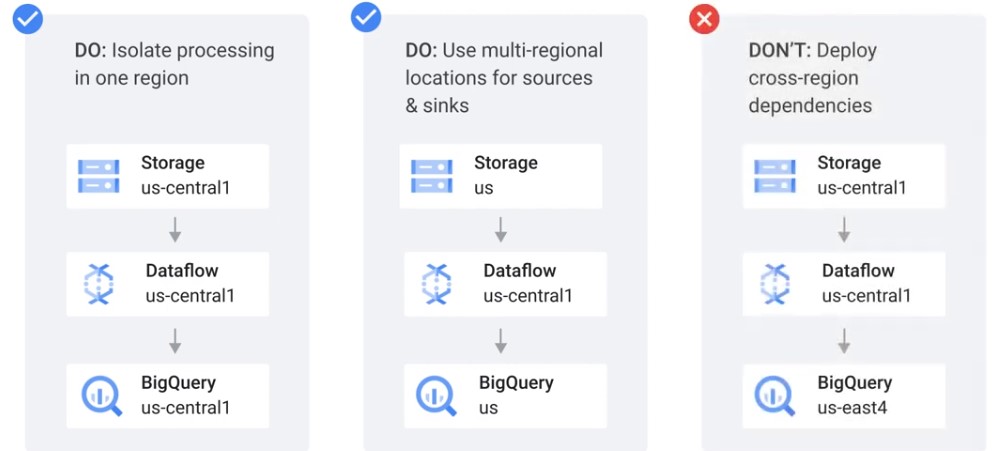 DO: Isolate processing
in one region
Storage
us-central1
Dataflow
us-central1
BigQuery
us-central1
DO: Use multi-regional
locations for sources
& sinks
Storage
us
Dataflow
us-central1
BigQuery
us
DON'T: Deploy
cross-region
dependencies
Storage
us-central1
Dataflow
us-central1
BigQuery
us-east4